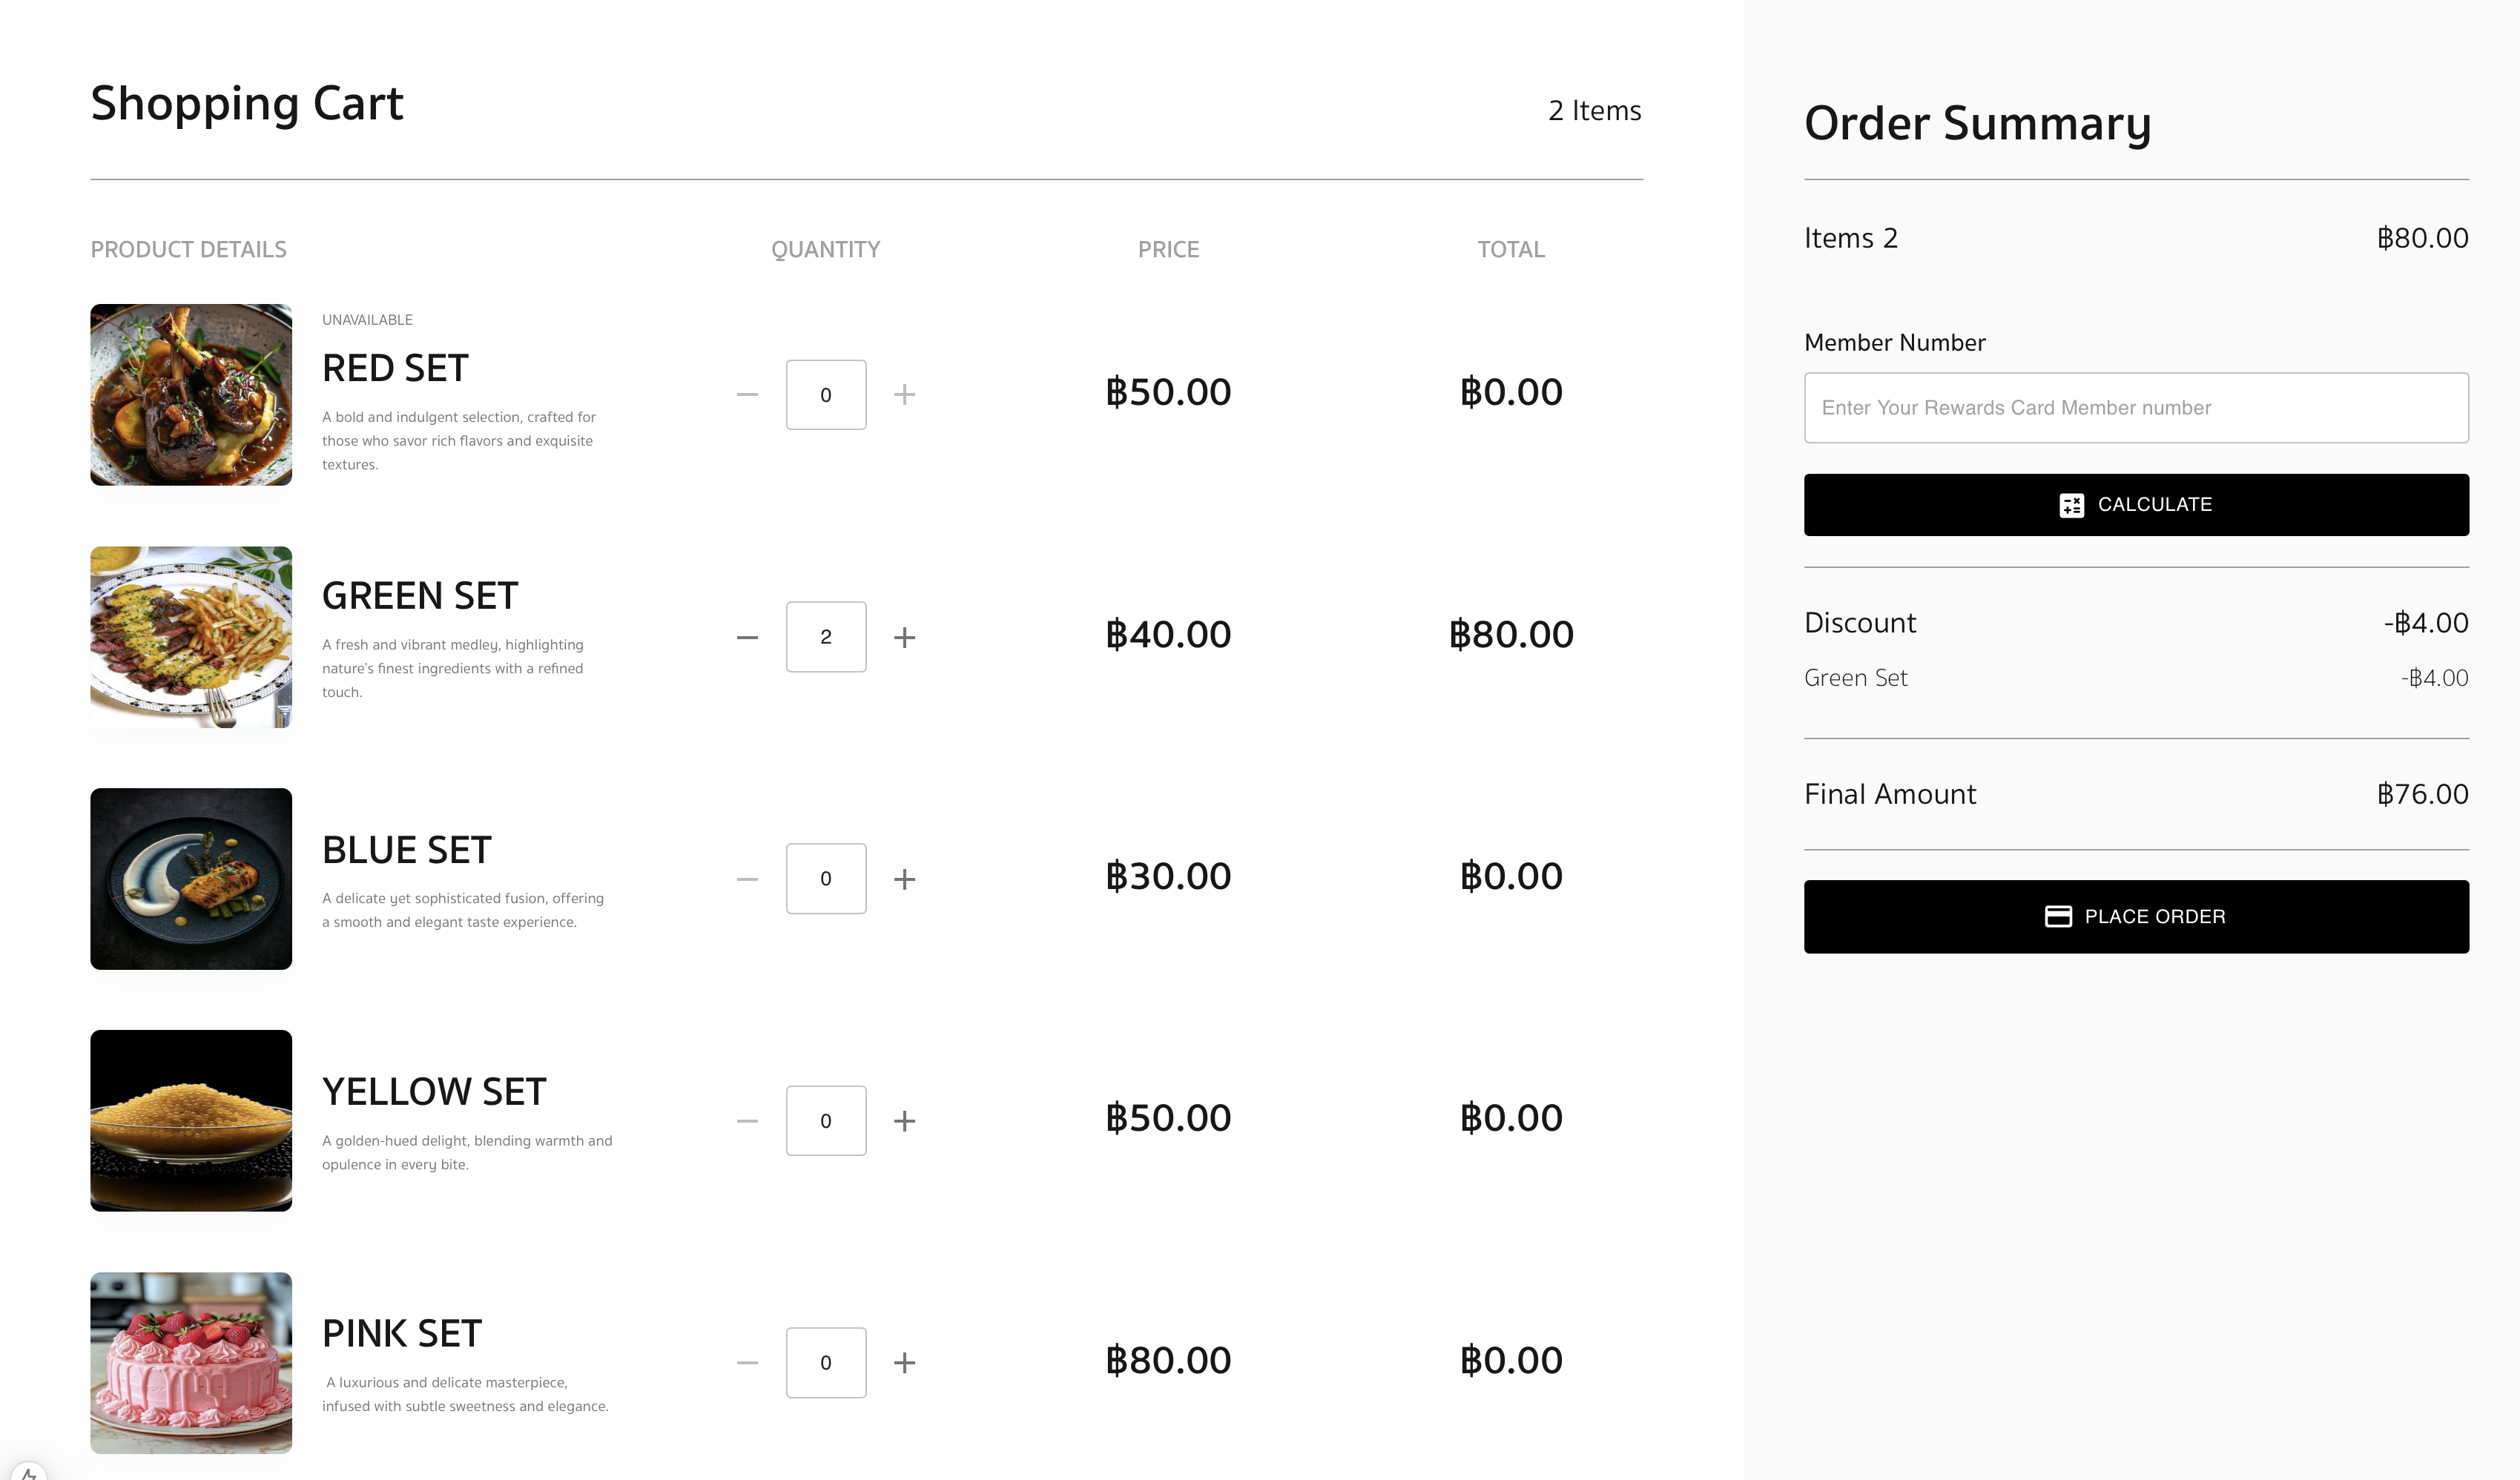 Shopping Cart
2 Items
PRODUCT DETAILS
QUANTITY
PRICE
TOTAL
UNAVAILABLE
RED SET
A bold and indulgent selection, crafted for
those who savor rich flavors and exquisite
textures.
0
฿50.00
฿0.00
GREEN SET
A fresh and vibrant medley, highlighting
nature's finest ingredients with a refined
touch.
2
฿40.00
฿80.00
BLUE SET
A delicate yet sophisticated fusion, offering
a smooth and elegant taste experience.
0
฿30.00
฿0.00
YELLOW SET
A golden-hued delight, blending warmth and
opulence in every bite.
0
฿50.00
฿0.00
PINK SET
A luxurious and delicate masterpiece,
infused with subtle sweetness and elegance.
0
฿80.00
฿0.00
Order Summary
Items 2
฿80.00
Member Number
Enter Your Rewards Card Member number
CALCULATE
Discount
-฿4.00
Green Set
-฿4.00
Final Amount
฿76.00
PLACE ORDER